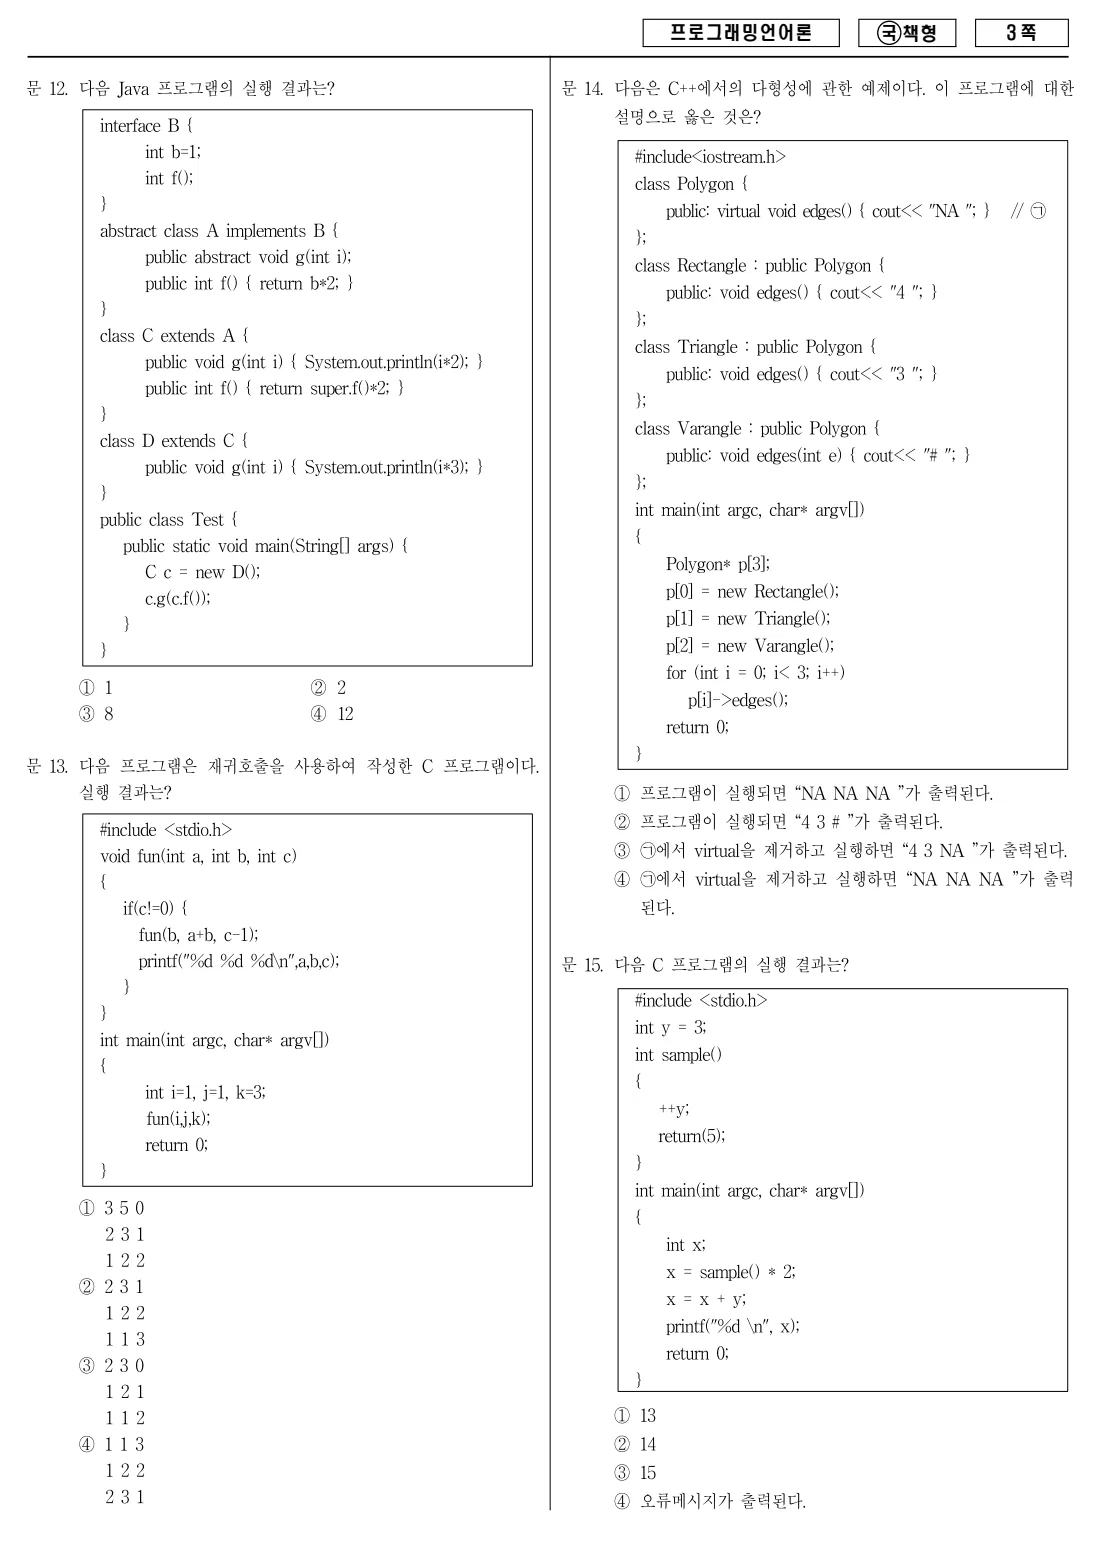 프로그래밍언어론 ㉿책형 3쪽
문 12. 다음 Java 프로그램의 실행 결과는?
interface B {
int b=1;
int f();
}
abstract class A implements B {
public abstract void g(int i);
public int f() { return b*2; }
}
class C extends A {
public void g(int i) { System.out.println(i*2); }
public int f() { return super.f()*2; }
}
class D extends C {
public void g(int i) { System.out.println(i*3); }
}
public class Test {
public static void main(String[] args) {
C c = new D();
c.g(c.f());
}
}
① 1 ② 2
③ 8 ④ 12
문 13. 다음 프로그램은 재귀호출을 사용하여 작성한 C 프로그램이다.
실행 결과는?
#include <stdio.h>
void fun(int a, int b, int c)
{
if(c!=0) {
fun(b, a+b, c-1);
printf("%d %d %d\n",a,b,c);
}
}
int main(int argc, char* argv[])
{
int i=1, j=1, k=3;
fun(i,j,k);
return 0;
}
① 3 5 0
2 3 1
1 2 2
② 2 3 1
1 2 2
1 1 3
③ 2 3 0
1 2 1
1 1 2
④ 1 1 3
1 2 2
2 3 1
문 14. 다음은 C++에서의 다형성에 관한 예제이다. 이 프로그램에 대한
설명으로 옳은 것은?
#include<iostream.h>
class Polygon {
public: virtual void edges() { cout<< "NA "; } // ㉠
};
class Rectangle : public Polygon {
public: void edges() { cout<< "4 "; }
};
class Triangle : public Polygon {
public: void edges() { cout<< "3 "; }
};
class Varangle : public Polygon {
public: void edges(int e) { cout<< "# "; }
};
int main(int argc, char* argv[])
{
Polygon* p[3];
p[0] = new Rectangle();
p[1] = new Triangle();
p[2] = new Varangle();
for (int i = 0; i< 3; i++)
p[i]->edges();
return 0;
}
① 프로그램이 실행되면 “NA NA NA ”가 출력된다.
② 프로그램이 실행되면 “4 3 # ”가 출력된다.
③ ㉠에서 virtual을 제거하고 실행하면 “4 3 NA ”가 출력된다.
④ ㉠에서 virtual을 제거하고 실행하면 “NA NA NA ”가 출력
된다.
문 15. 다음 C 프로그램의 실행 결과는?
#include <stdio.h>
int y = 3;
int sample()
{
++y;
return(5);
}
int main(int argc, char* argv[])
{
int x;
x = sample() * 2;
x = x + y;
printf("%d \n", x);
return 0;
}
① 13
② 14
③ 15
④ 오류메시지가 출력된다.